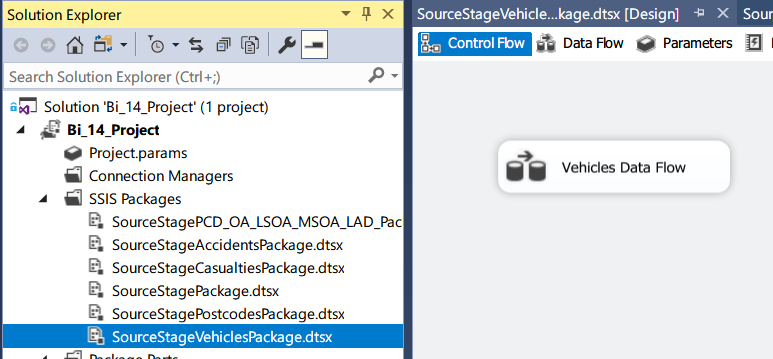 Solution Explorer
Search Solution Explorer (Ctrl+;)
Solution 'Bi_14_Project' (1 project)
Bi_14_Project
Project.params
Connection Managers
SSIS Packages
SourceStagePCD_OA_LSOA_MSOA_LAD_Pac
SourceStageAccidentsPackage.dtsx
SourceStageCasualtiesPackage.dtsx
SourceStagePackage.dtsx
SourceStagePostcodesPackage.dtsx
SourceStageVehiclesPackage.dtsx
Package Parts
SourceStageVehicle...kage.dtsx [Design]
Sour
Control Flow
Data Flow
Parameters
Vehicles Data Flow